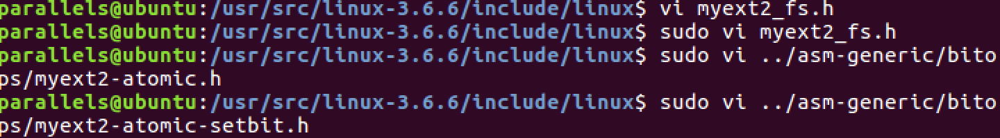 parallels@ubuntu:/usr/src/linux-3.6.6/include/linux$ vi myext2_fs.h
parallels@ubuntu:/usr/src/linux-3.6.6/include/linux$ sudo vi myext2_fs.h
parallels@ubuntu:/usr/src/linux-3.6.6/include/linux$ sudo vi ../asm-generic/bito
ps/myext2-atomic.h
parallels@ubuntu:/usr/src/linux-3.6.6/include/linux$ sudo vi ../asm-generic/bito
ps/myext2-atomic-setbit.h